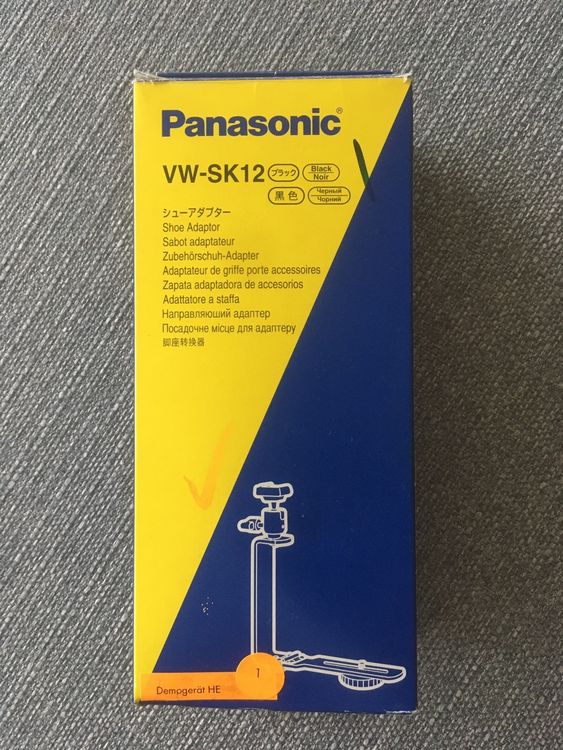 Panasonic®
VW-SK12 ブラック Black Noir
黒色 Черный Чорний
シューアダプター
Shoe Adaptor
Sabot adaptateur
Zubehörschuh-Adapter
Adaptateur de griffe porte accessoires
Zapata adaptadora de accesorios
Adattatore a staffa
Направляющий адаптер
Посадочне місце для адаптеру
脚座转换器
1
Dempgerät HE